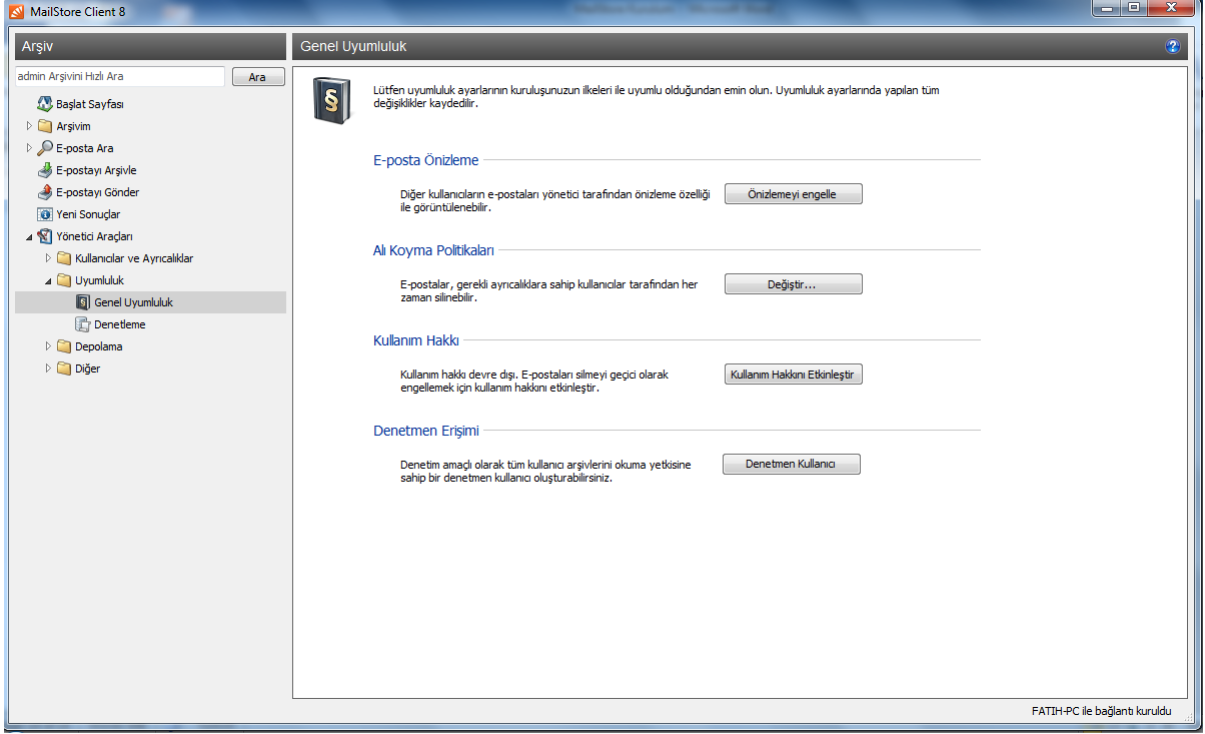 MailStore Client 8
Arşiv
admin Arşivini Hızlı Ara
Ara
Başlat Sayfası
Arşivim
E-posta Ara
E-postayı Arşivle
E-postayı Gönder
Yeni Sonuçlar
Yönetici Araçları
Kullanıcılar ve Ayrıcalıklar
Uyumluluk
Genel Uyumluluk
Denetleme
Depolama
Diğer
Genel Uyumluluk
Lütfen uyumluluk ayarlarının kuruluşunuzun ilkeleri ile uyumlu olduğundan emin olun. Uyumluluk ayarlarında yapılan tüm
değişiklikler kaydedilir.
E-posta Önizleme
Diğer kullanıcıların e-postaları yönetici tarafından önizleme özelliği
ile görüntülenebilir.
Önizlemeyi engelle
Alı Koyma Politikaları
E-postalar, gerekli ayrıcalıklara sahip kullanıcılar tarafından her
zaman silinebilir.
Değiştir...
Kullanım Hakkı
Kullanım hakkı devre dışı. E-postaları silmeyi geçici olarak
engellemek için kullanım hakkını etkinleştir.
Kullanım Hakkını Etkinleştir
Denetmen Erişimi
Denetim amaçlı olarak tüm kullanıcı arşivlerini okuma yetkisine
sahip bir denetmen kullanıcı oluşturabilirsiniz.
Denetmen Kullanıcı
FATIH-PC ile bağlantı kuruldu